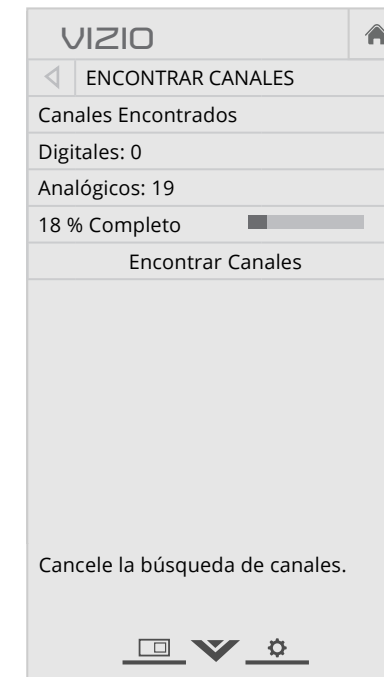 VIZIO
ENCONTRAR CANALES
Canales Encontrados
Digitales: 0
Analógicos: 19
18 % Completo
Encontrar Canales
Cancele la búsqueda de canales.